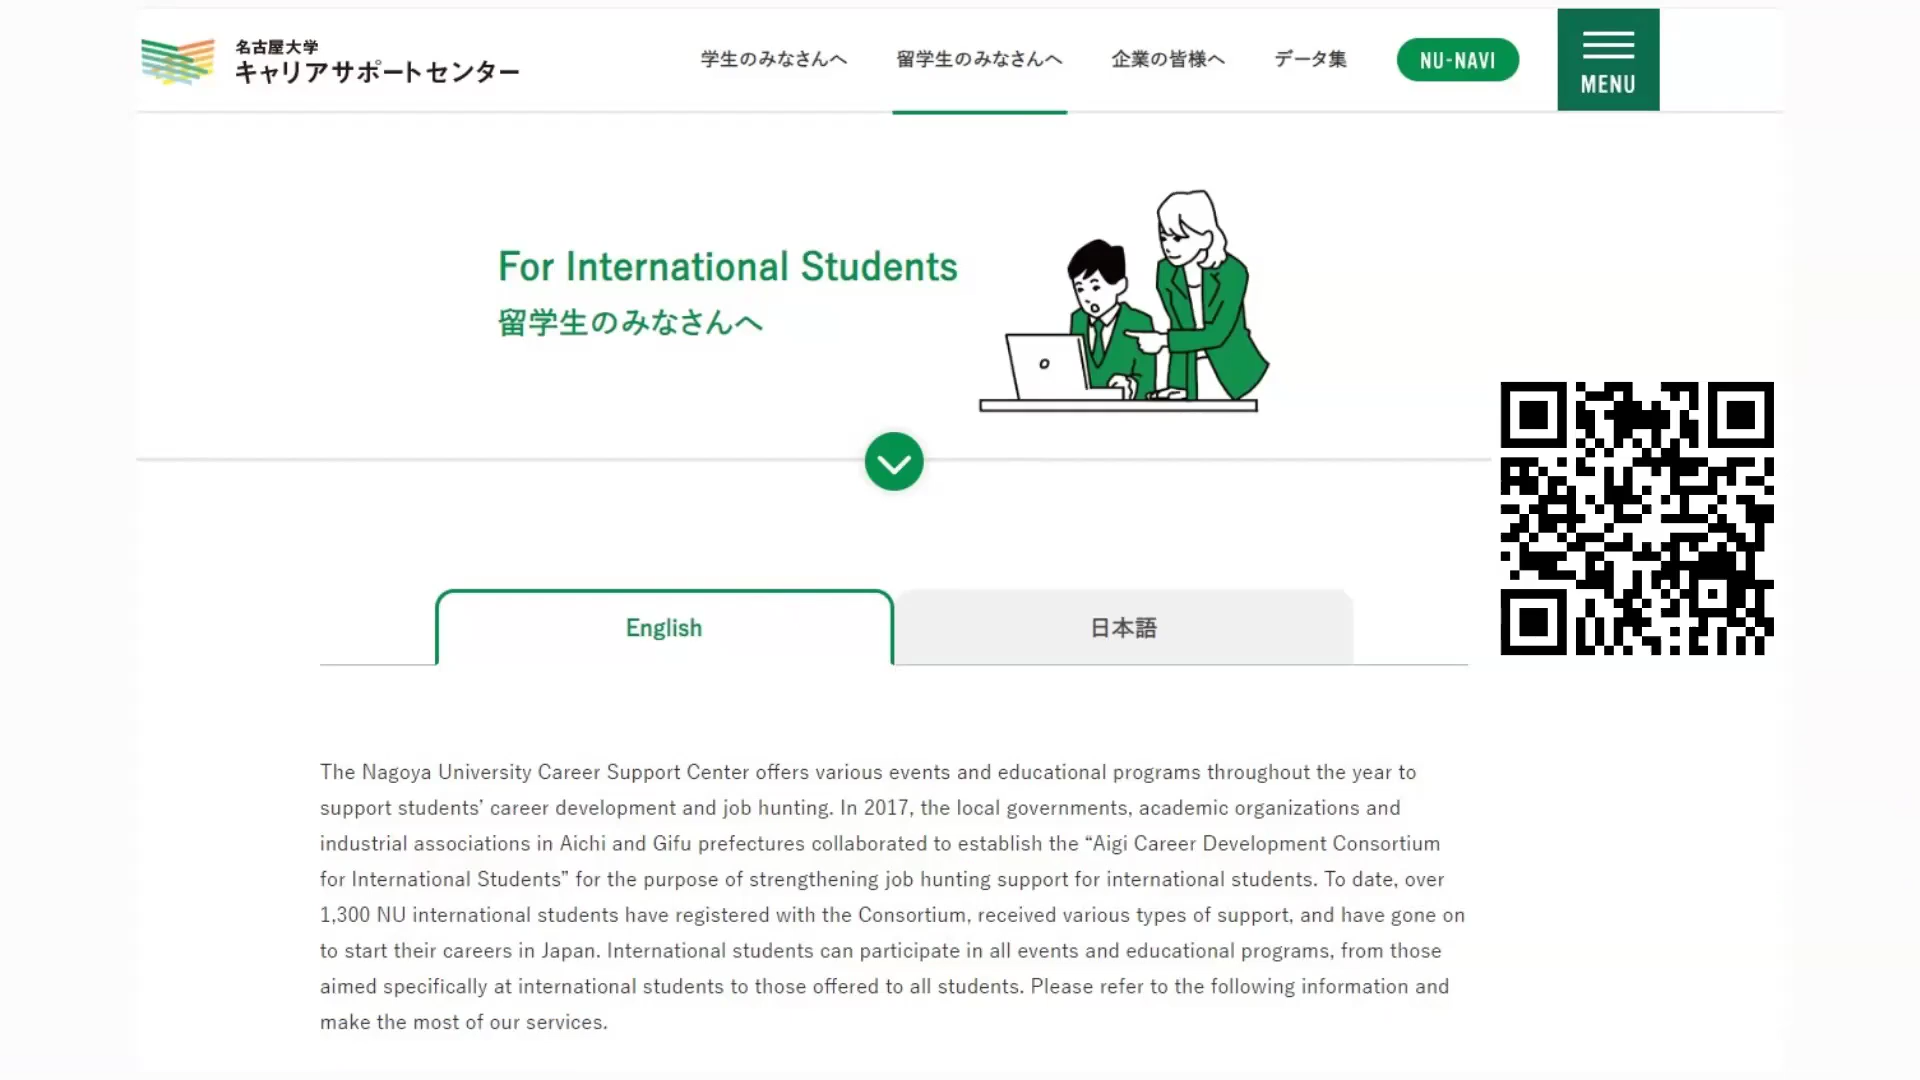 名古屋大学
キャリアサポートセンター
学生のみなさんへ
留学生のみなさんへ
企業の皆様へ
データ集
NU-NAVI
MENU
For International Students
留学生のみなさんへ
English
日本語
The Nagoya University Career Support Center offers various events and educational programs throughout the year to
support students’ career development and job hunting. In 2017, the local governments, academic organizations and
industrial associations in Aichi and Gifu prefectures collaborated to establish the “Aigi Career Development Consortium
for International Students” for the purpose of strengthening job hunting support for international students. To date, over
1,300 NU international students have registered with the Consortium, received various types of support, and have gone on
to start their careers in Japan. International students can participate in all events and educational programs, from those
aimed specifically at international students to those offered to all students. Please refer to the following information and
make the most of our services.